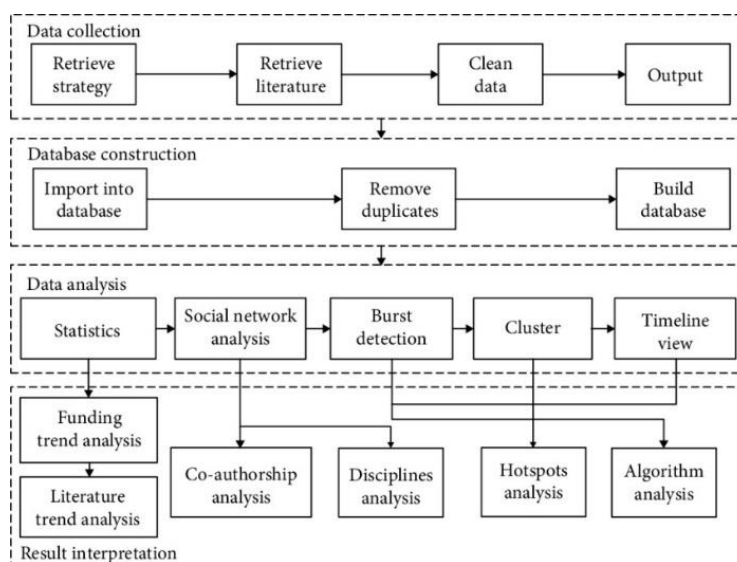 Data collection
Retrieve
strategy
Retrieve
literature
Clean
data
Output
Database construction
Import into
database
Remove
duplicates
Build
database
Data analysis
Statistics
Social network
analysis
Burst
detection
Cluster
Timeline
view
Funding
trend analysis
Literature
trend analysis
Co-authorship
analysis
Disciplines
analysis
Hotspots
analysis
Algorithm
analysis
Result interpretation